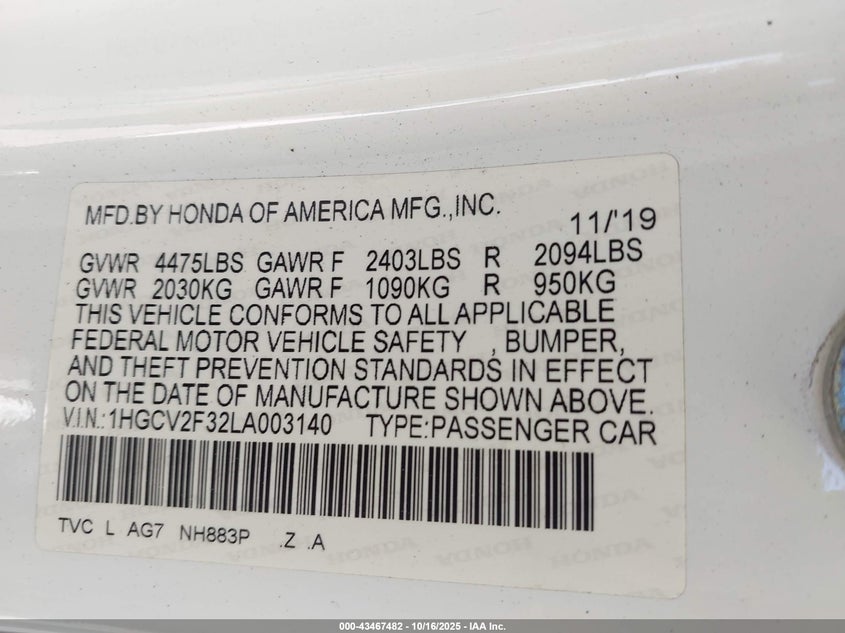 MFD.BY HONDA OF AMERICA MFG.,INC. 11/'19
GVWR 4475LBS GAWR F 2403LBS R 2094LBS
GVWR 2030KG GAWR F 1090KG R 950KG
THIS VEHICLE CONFORMS TO ALL APPLICABLE
FEDERAL MOTOR VEHICLE SAFETY , BUMPER,
AND THEFT PREVENTION STANDARDS IN EFFECT
ON THE DATE OF MANUFACTURE SHOWN ABOVE.
V.I.N.:1HGCV2F32LA003140 TYPE:PASSENGER CAR
TVC L AG7 NH883P .Z .A
HONDA HONDA HONDA
000-43467482 - 10/16/2025 - IAA Inc.